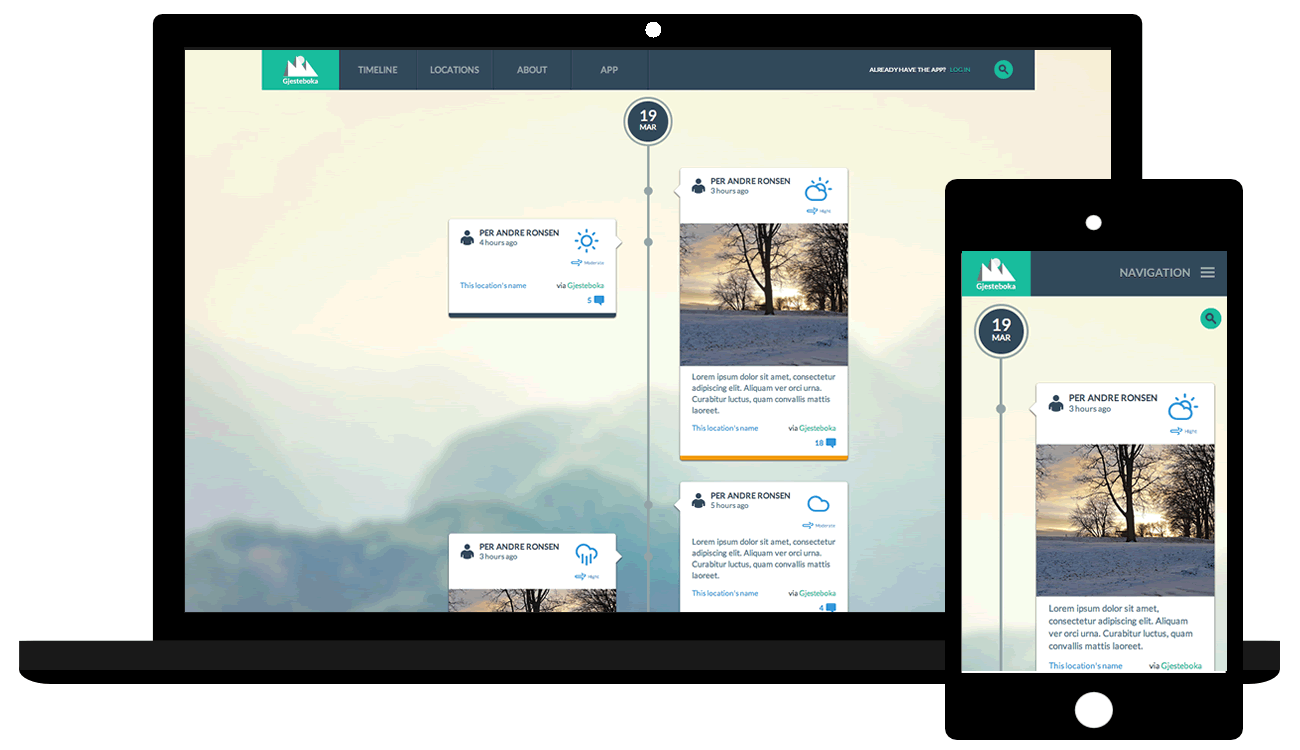 Gjesteboka
TIMELINE
LOCATIONS
ABOUT
APP
ALREADY HAVE THE APP? LOG IN
19
MAR
PER ANDRE RONSEN
3 hours ago
Hight
Lorem ipsum dolor sit amet, consectetur
adipiscing elit. Aliquam ver orci urna.
Curabitur luctus, quam convallis mattis
laoreet.
This location's name
via Gjesteboka
18
PER ANDRE RONSEN
4 hours ago
Moderate
This location's name
via Gjesteboka
5
PER ANDRE RONSEN
5 hours ago
Moderate
Lorem ipsum dolor sit amet, consectetur
adipiscing elit. Aliquam ver orci urna.
Curabitur luctus, quam convallis mattis
laoreet.
This location's name
via Gjesteboka
4
PER ANDRE RONSEN
3 hours ago
Hight
Gjesteboka
NAVIGATION
19
MAR
PER ANDRE RONSEN
3 hours ago
Hight
Lorem ipsum dolor sit amet,
consectetur adipiscing elit. Aliquam
ver orci urna. Curabitur luctus, quam
convallis mattis laoreet.
This location's name
via Gjesteboka